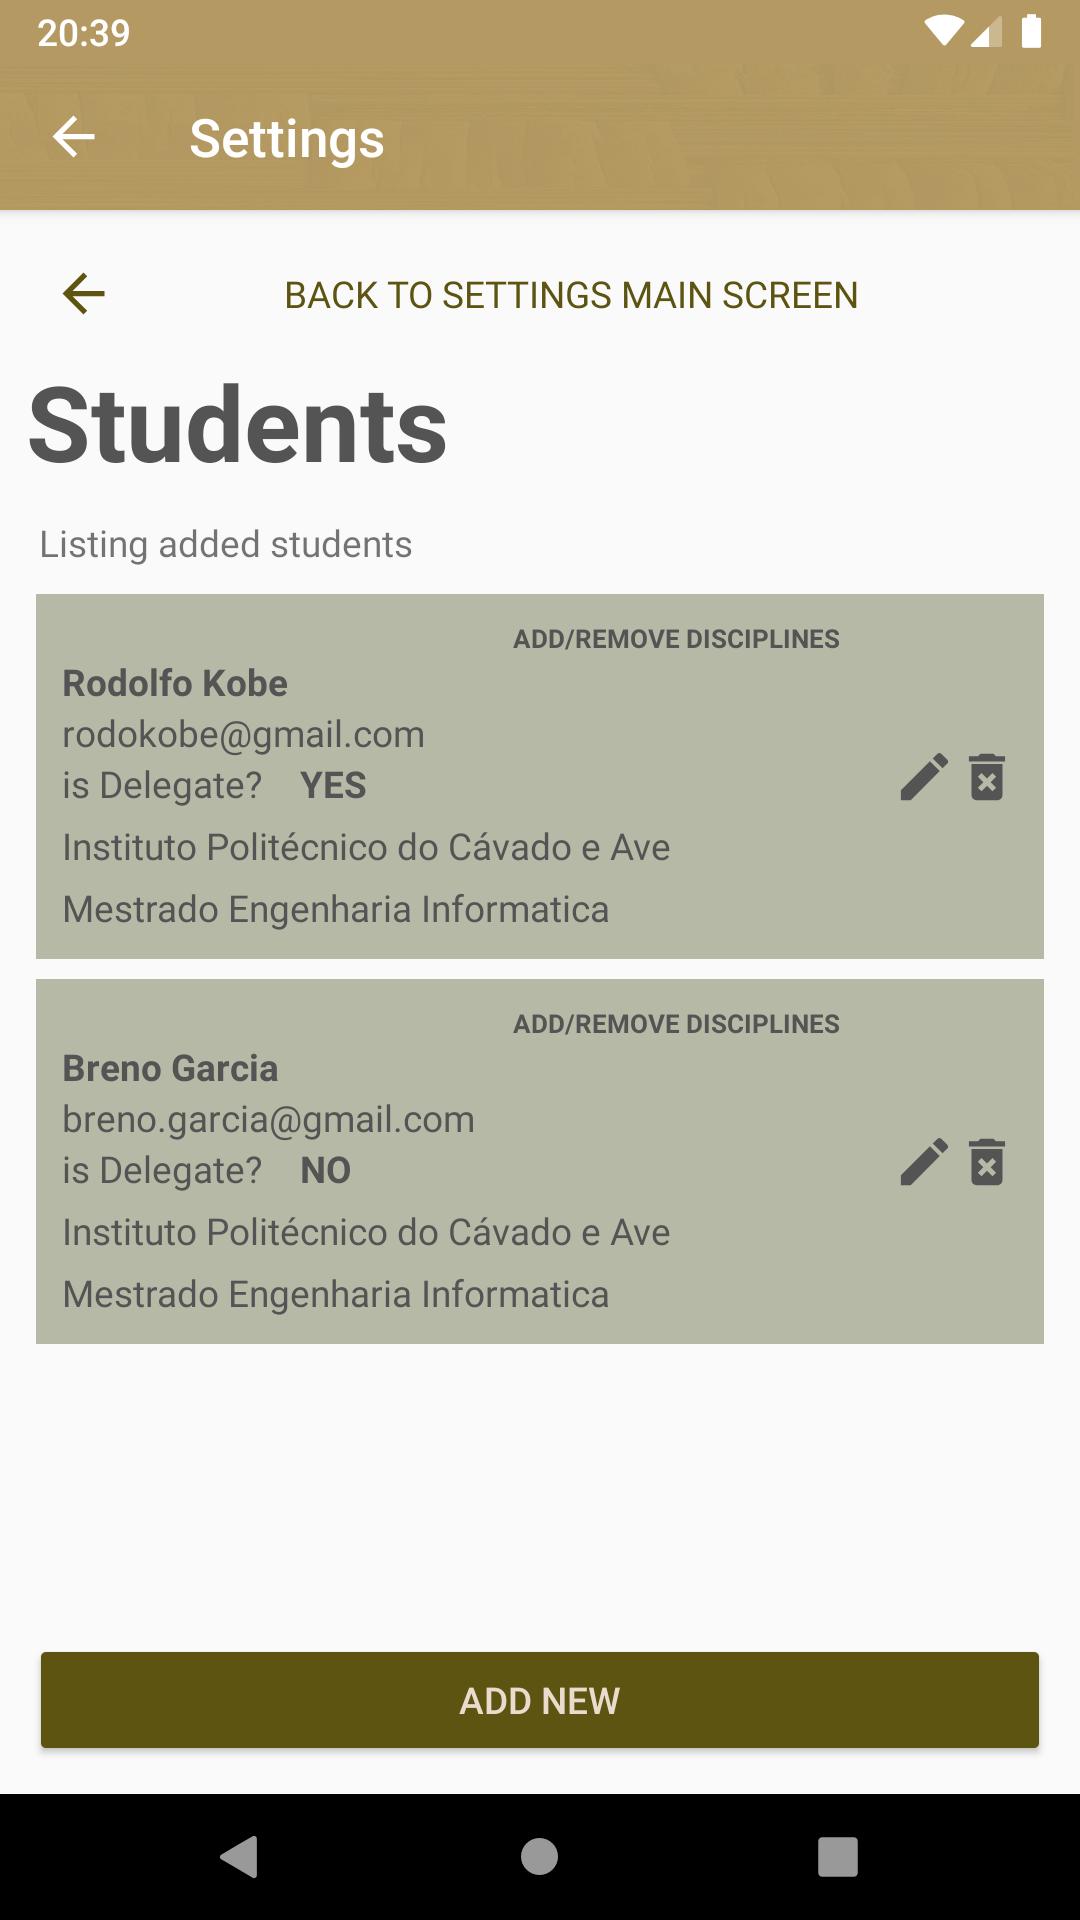 20:39
Settings
BACK TO SETTINGS MAIN SCREEN
Students
Listing added students
ADD/REMOVE DISCIPLINES
Rodolfo Kobe
rodokobe@gmail.com
is Delegate? YES
Instituto Politécnico do Cávado e Ave
Mestrado Engenharia Informatica
ADD/REMOVE DISCIPLINES
Breno Garcia
breno.garcia@gmail.com
is Delegate? NO
Instituto Politécnico do Cávado e Ave
Mestrado Engenharia Informatica
ADD NEW